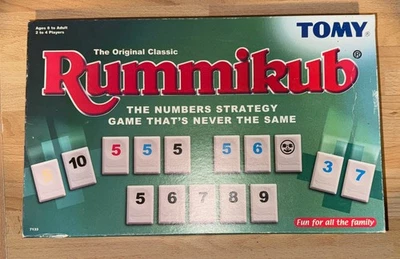 Ages 8 to Adult
2 to 4 Players
TOMY
The Original Classic
Rummikub®
THE NUMBERS STRATEGY
GAME THAT'S NEVER THE SAME
10 5 5 5 5 6 3 7
5 6 7 8 9
Fun for all the family